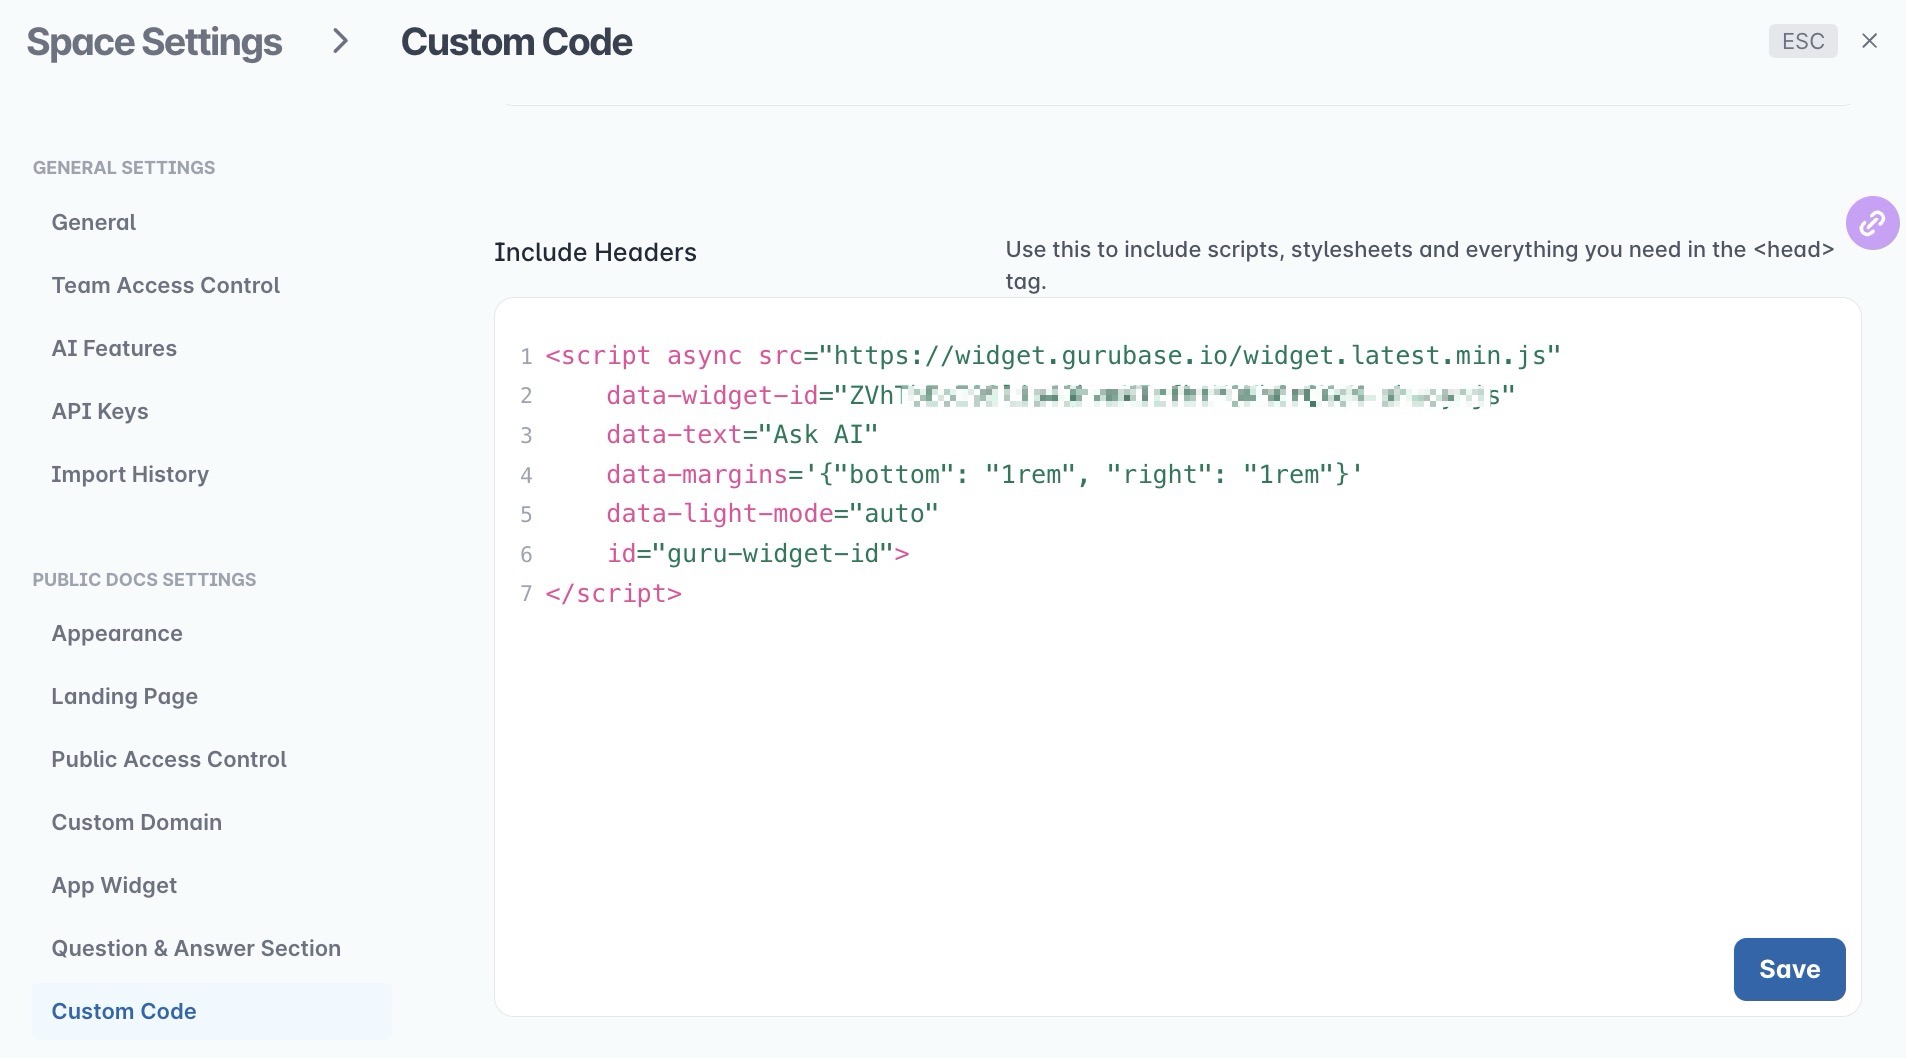 Space Settings > Custom Code
ESC ×
GENERAL SETTINGS
General
Team Access Control
AI Features
API Keys
Import History
PUBLIC DOCS SETTINGS
Appearance
Landing Page
Public Access Control
Custom Domain
App Widget
Question & Answer Section
Custom Code
Include Headers
Use this to include scripts, stylesheets and everything you need in the <head>
tag.
1 <script async src="https://widget.gurubase.io/widget.latest.min.js"
2 data-widget-id="ZVhT s"
3 data-text="Ask AI"
4 data-margins='{"bottom": "1rem", "right": "1rem"}'
5 data-light-mode="auto"
6 id="guru-widget-id">
7 </script>
Save